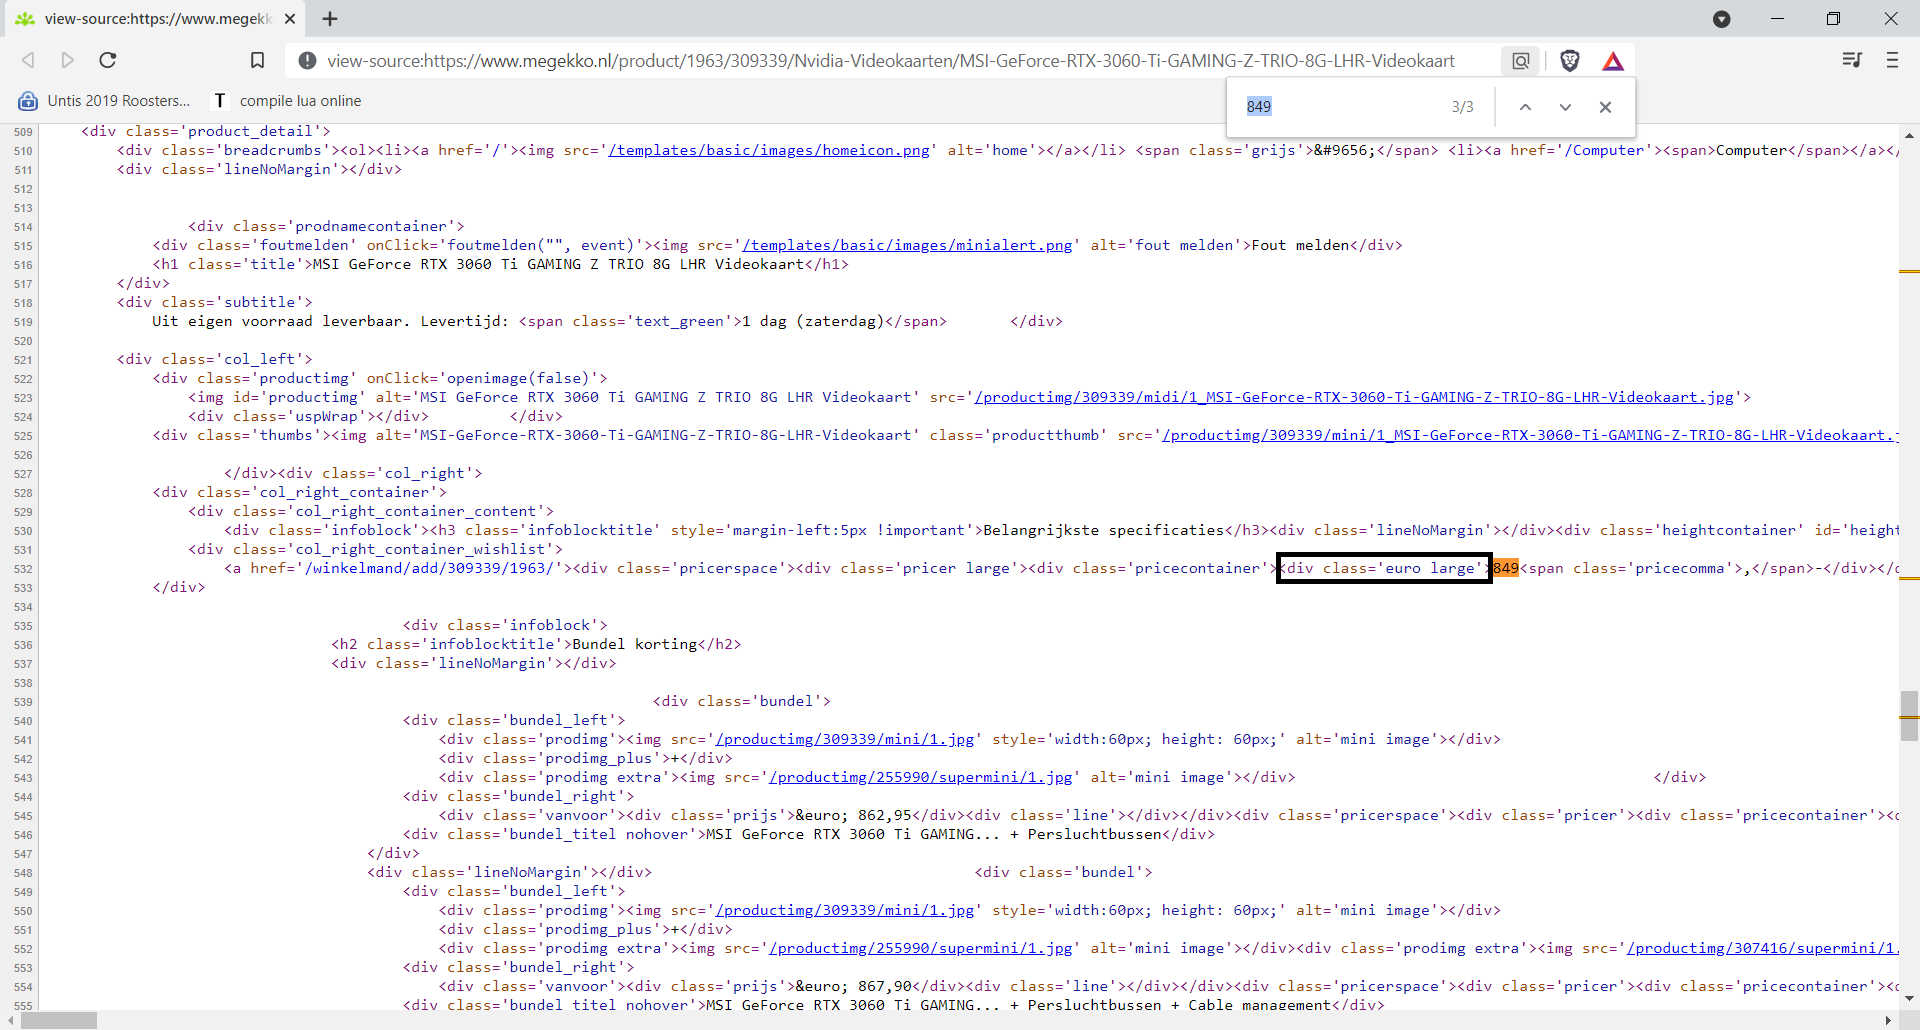 view-source:https://www.megekk
view-source:https://www.megekko.nl/product/1963/309339/Nvidia-Videokaarten/MSI-GeForce-RTX-3060-Ti-GAMING-Z-TRIO-8G-LHR-Videokaart
Untis 2019 Roosters... T compile lua online
849 3/3
509 <div class='product_detail'>
510 <div class='breadcrumbs'><ol><li><a href='/'><img src='/templates/basic/images/homeicon.png' alt='home'></a></li> <span class='grijs'>&#9656;</span> <li><a href='/Computer'><span>Computer</span></a></
511 <div class='lineNoMargin'></div>
512
513
514 <div class='prodnamecontainer'>
515 <div class='foutmelden' onClick='foutmelden("", event)'><img src='/templates/basic/images/minialert.png' alt='fout melden'>Fout melden</div>
516 <h1 class='title'>MSI GeForce RTX 3060 Ti GAMING Z TRIO 8G LHR Videokaart</h1>
517 </div>
518 <div class='subtitle'>
519 Uit eigen voorraad leverbaar. Levertijd: <span class='text_green'>1 dag (zaterdag)</span> </div>
520
521 <div class='col_left'>
522 <div class='productimg' onClick='openimage(false)'>
523 <img id='productimg' alt='MSI GeForce RTX 3060 Ti GAMING Z TRIO 8G LHR Videokaart' src='/productimg/309339/midi/1_MSI-GeForce-RTX-3060-Ti-GAMING-Z-TRIO-8G-LHR-Videokaart.jpg'>
524 <div class='uspWrap'></div> </div>
525 <div class='thumbs'><img alt='MSI-GeForce-RTX-3060-Ti-GAMING-Z-TRIO-8G-LHR-Videokaart' class='productthumb' src='/productimg/309339/mini/1_MSI-GeForce-RTX-3060-Ti-GAMING-Z-TRIO-8G-LHR-Videokaart.j
526
527 </div><div class='col_right'>
528 <div class='col_right_container'>
529 <div class='col_right_container_content'>
530 <div class='infoblock'><h3 class='infoblocktitle' style='margin-left:5px !important'>Belangrijkste specificaties</h3><div class='lineNoMargin'></div><div class='heightcontainer' id='height
531 <div class='col_right_container_wishlist'>
532 <a href='/winkelmand/add/309339/1963/'><div class='pricerspace'><div class='pricer large'><div class='pricecontainer'><div class='euro large'>849<span class='pricecomma'>,</span>-</div></d
533 </div>
534
535 <div class='infoblock'>
536 <h2 class='infoblocktitle'>Bundel korting</h2>
537 <div class='lineNoMargin'></div>
538
539 <div class='bundel'>
540 <div class='bundel_left'>
541 <div class='prodimg'><img src='/productimg/309339/mini/1.jpg' style='width:60px; height: 60px;' alt='mini image'></div>
542 <div class='prodimg_plus'>+</div>
543 <div class='prodimg extra'><img src='/productimg/255990/supermini/1.jpg' alt='mini image'></div> </div>
544 <div class='bundel_right'>
545 <div class='vanvoor'><div class='prijs'>&euro; 862,95</div><div class='line'></div></div><div class='pricerspace'><div class='pricer'><div class='pricecontainer'><d
546 <div class='bundel_titel nohover'>MSI GeForce RTX 3060 Ti GAMING... + Persluchtbussen</div>
547 </div>
548 <div class='lineNoMargin'></div> <div class='bundel'>
549 <div class='bundel_left'>
550 <div class='prodimg'><img src='/productimg/309339/mini/1.jpg' style='width:60px; height: 60px;' alt='mini image'></div>
551 <div class='prodimg_plus'>+</div>
552 <div class='prodimg extra'><img src='/productimg/255990/supermini/1.jpg' alt='mini image'></div><div class='prodimg extra'><img src='/productimg/307416/supermini/1.
553 <div class='bundel_right'>
554 <div class='vanvoor'><div class='prijs'>&euro; 867,90</div><div class='line'></div></div><div class='pricerspace'><div class='pricer'><div class='pricecontainer'><d
555 <div class='bundel_titel nohover'>MSI GeForce RTX 3060 Ti GAMING... + Persluchtbussen + Cable management</div>